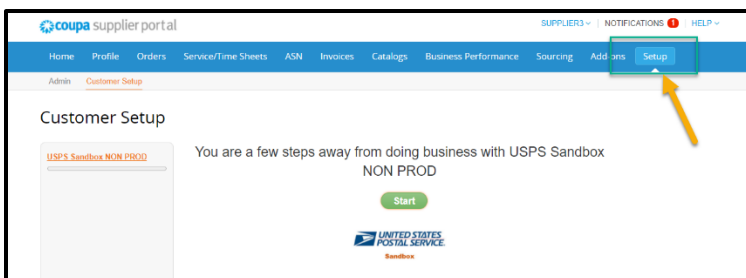 coupa supplier portal
SUPPLIER3 NOTIFICATIONS 1 HELP
Home Profile Orders Service/Time Sheets ASN Invoices Catalogs Business Performance Sourcing Add-ons Setup
Admin Customer Setup
Customer Setup
USPS Sandbox NON PROD
You are a few steps away from doing business with USPS Sandbox
NON PROD
Start
UNITED STATES
POSTAL SERVICE.
Sandbox